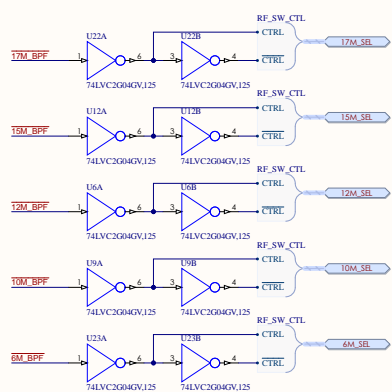 RF_SW_CTL
U22A U22B CTRL
17M_BPF 1 6 3 4 CTRL 17M_SEL
74LVC2G04GV,125 74LVC2G04GV,125
RF_SW_CTL
U12A U12B CTRL
15M_BPF 1 6 3 4 CTRL 15M_SEL
74LVC2G04GV,125 74LVC2G04GV,125
RF_SW_CTL
U6A U6B CTRL
12M_BPF 1 6 3 4 CTRL 12M_SEL
74LVC2G04GV,125 74LVC2G04GV,125
RF_SW_CTL
U9A U9B CTRL
10M_BPF 1 6 3 4 CTRL 10M_SEL
74LVC2G04GV,125 74LVC2G04GV,125
RF_SW_CTL
U23A U23B CTRL
6M_BPF 1 6 3 4 CTRL 6M_SEL
74LVC2G04GV,125 74LVC2G04GV,125